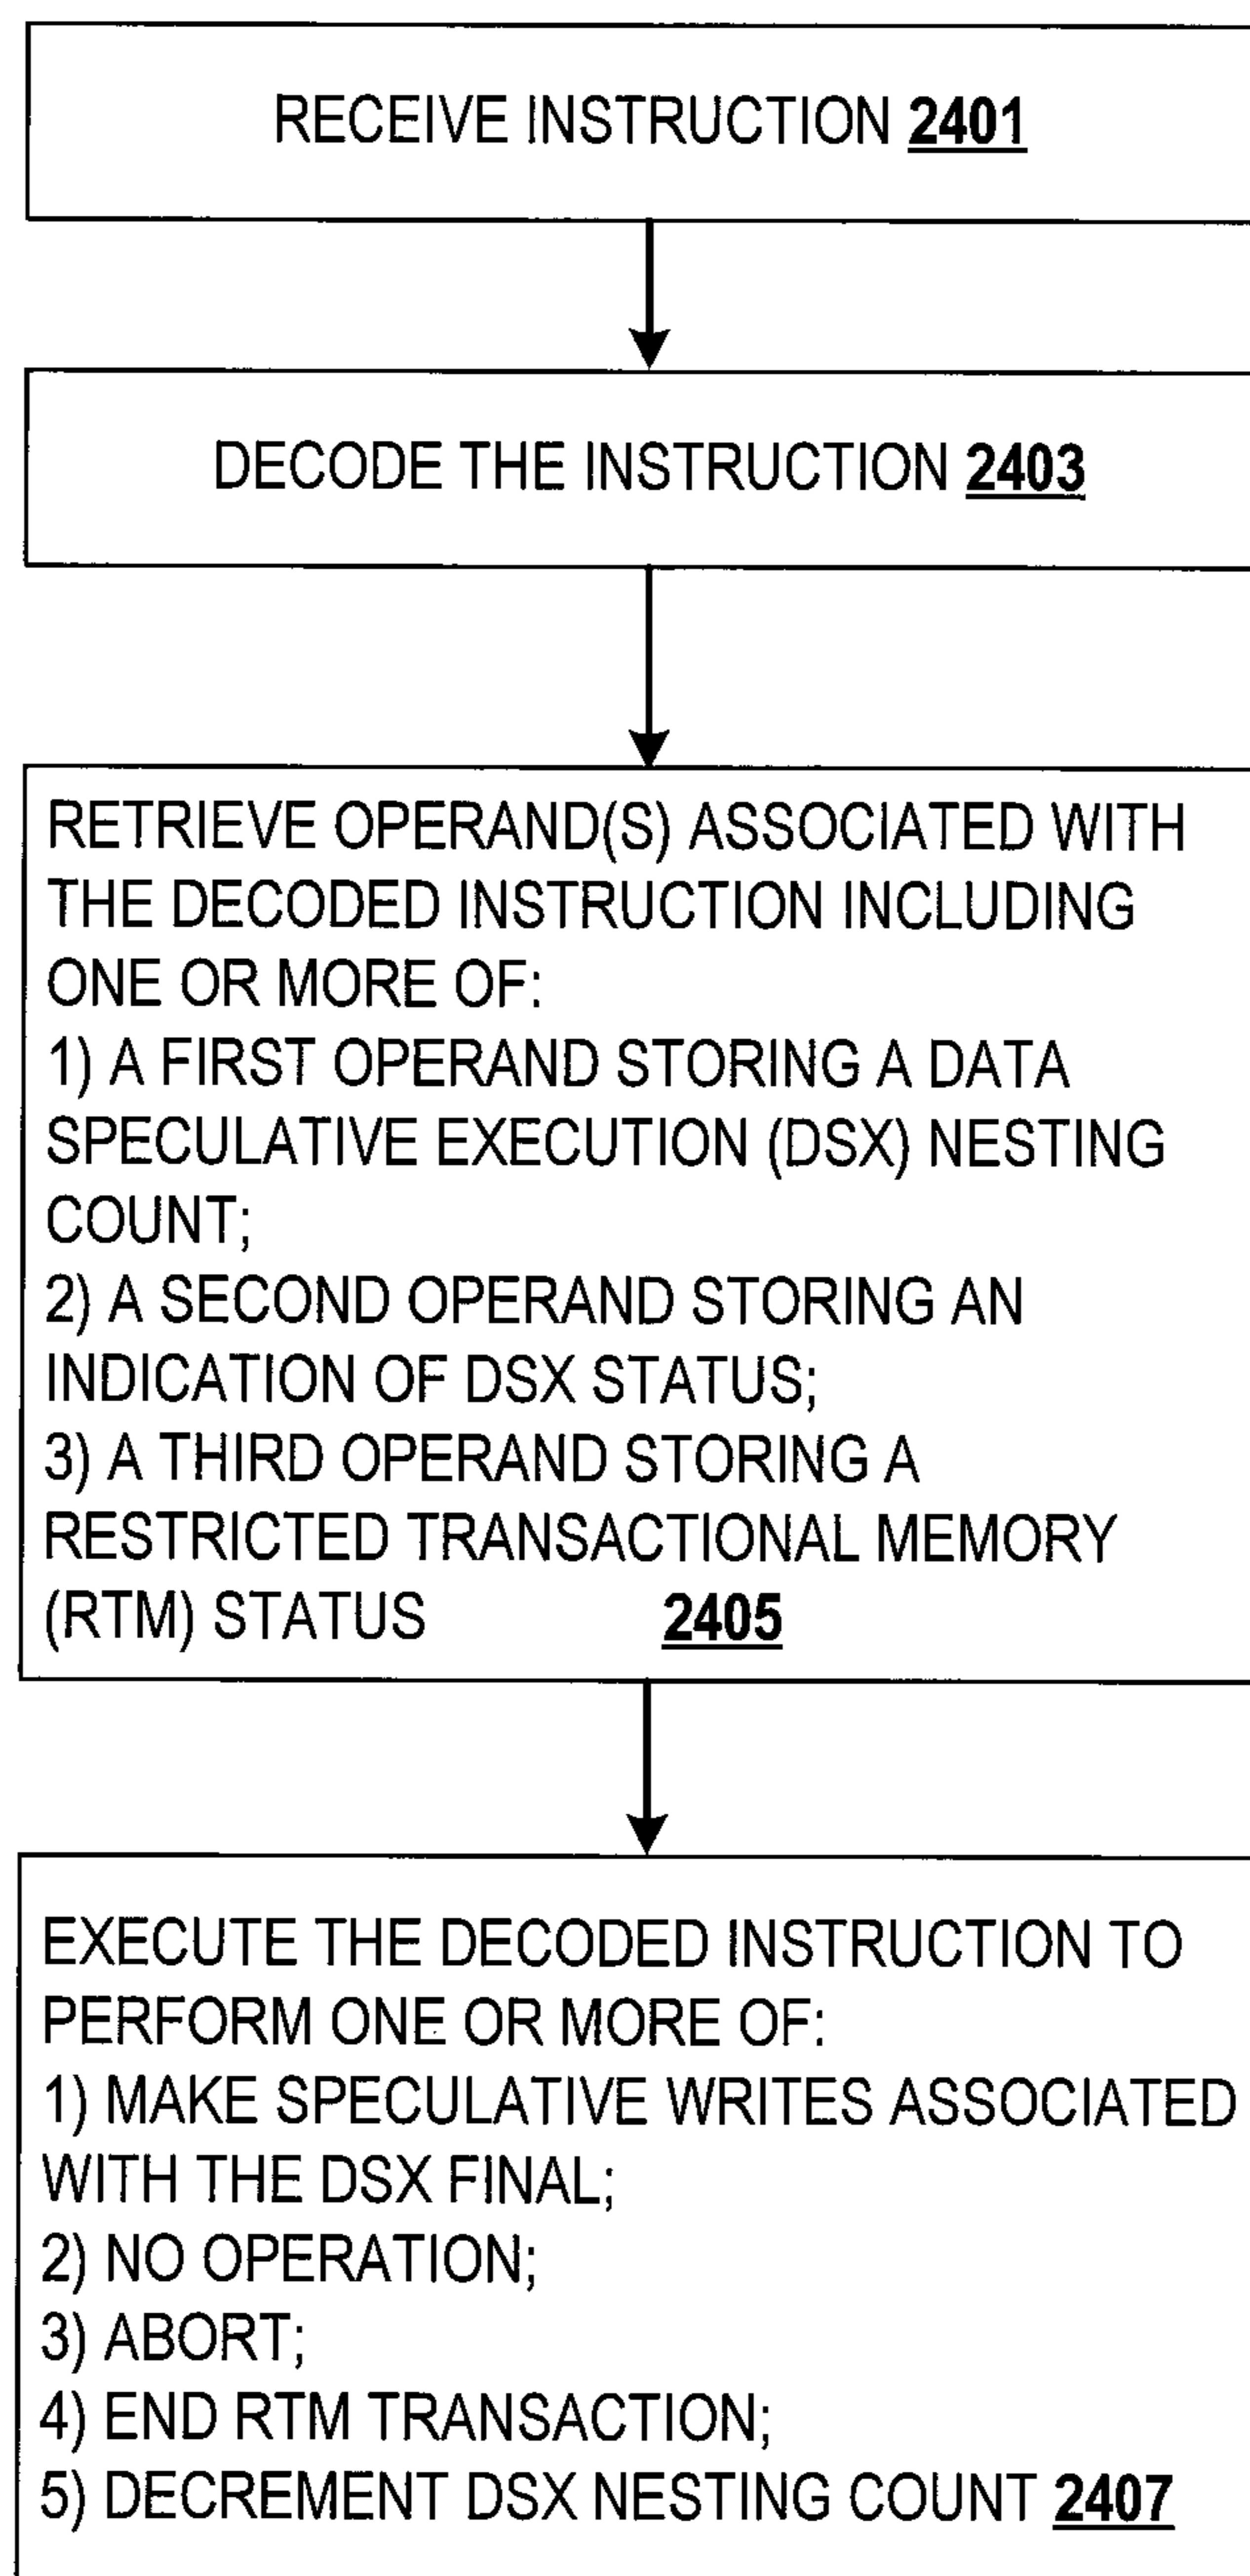 RECEIVE INSTRUCTION 2401
DECODE THE INSTRUCTION 2403
RETRIEVE OPERAND(S) ASSOCIATED WITH
THE DECODED INSTRUCTION INCLUDING
ONE OR MORE OF:
1) A FIRST OPERAND STORING A DATA
SPECULATIVE EXECUTION (DSX) NESTING
COUNT;
2) A SECOND OPERAND STORING AN
INDICATION OF DSX STATUS;
3) A THIRD OPERAND STORING A
RESTRICTED TRANSACTIONAL MEMORY
(RTM) STATUS 2405
EXECUTE THE DECODED INSTRUCTION TO
PERFORM ONE OR MORE OF:
1) MAKE SPECULATIVE WRITES ASSOCIATED
WITH THE DSX FINAL;
2) NO OPERATION;
3) ABORT;
4) END RTM TRANSACTION;
5) DECREMENT DSX NESTING COUNT 2407